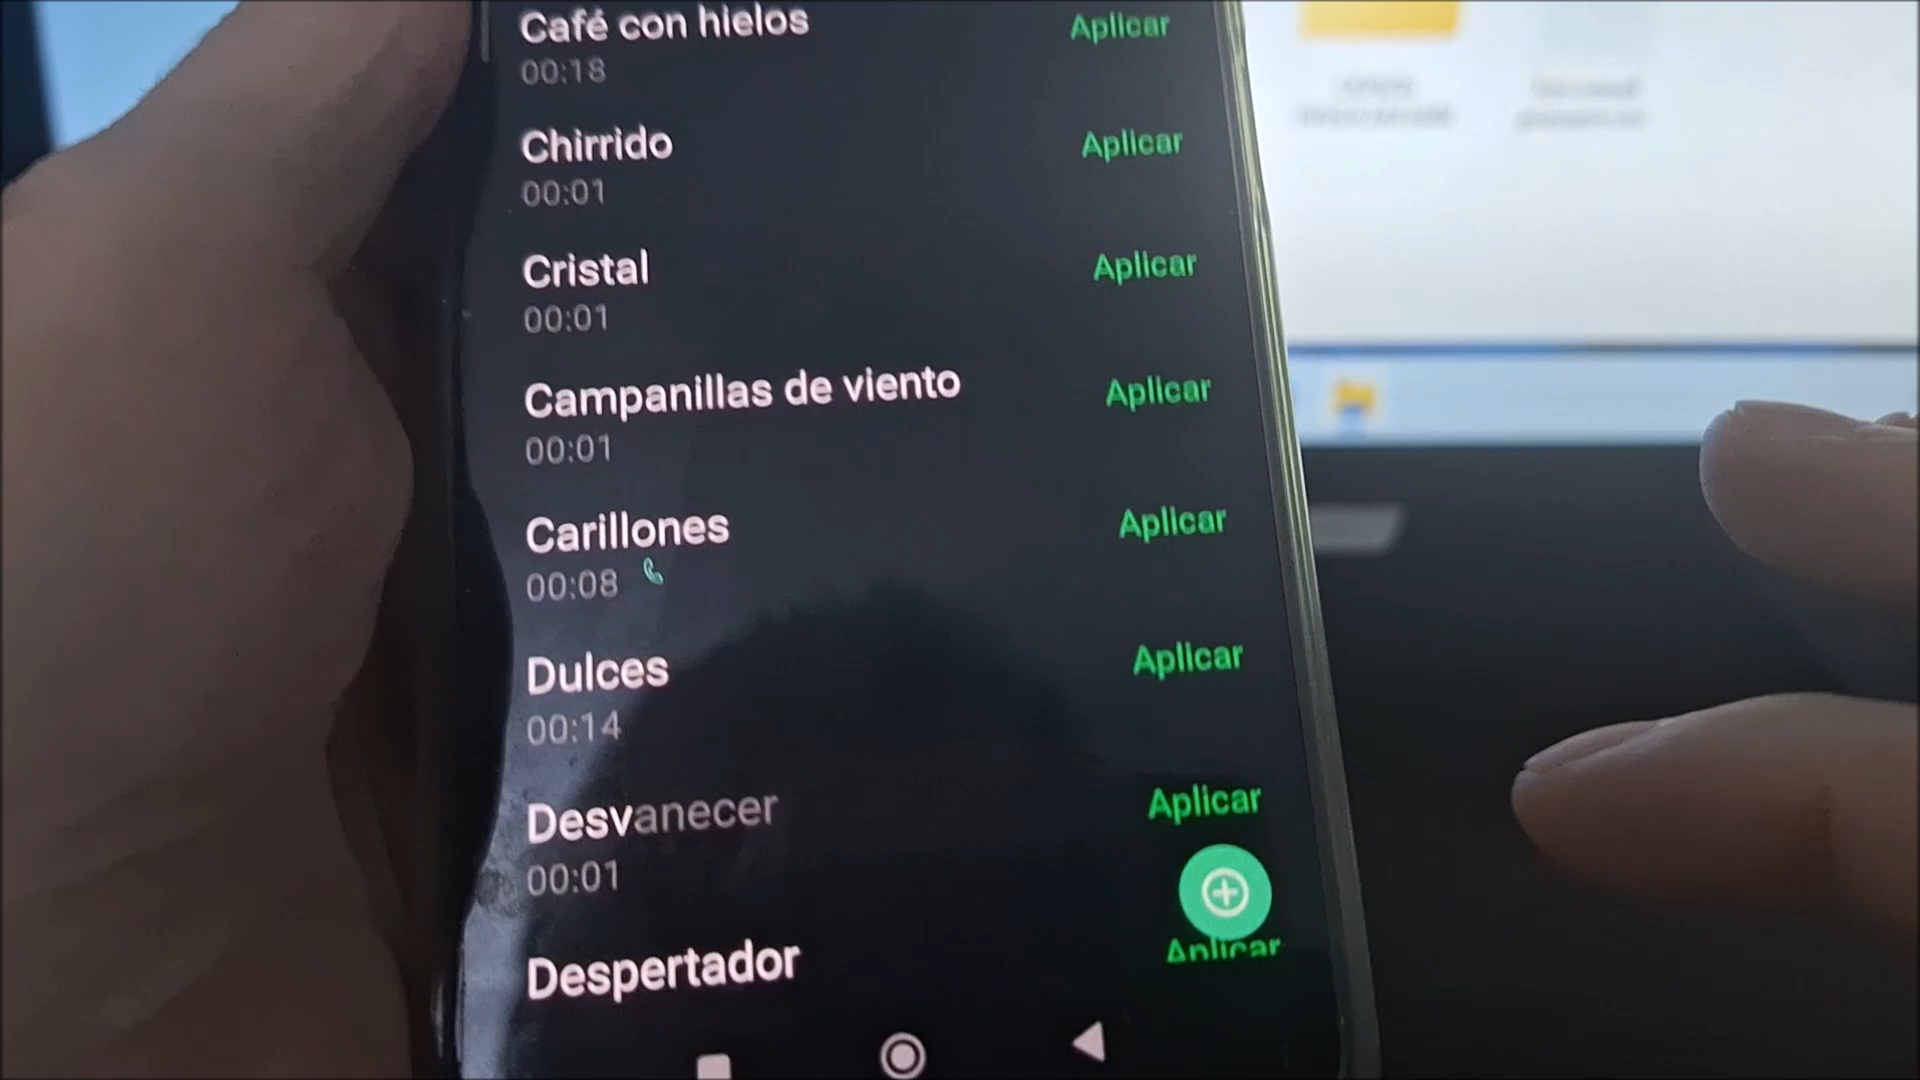 Café con hielos Aplicar
00:18
Chirrido Aplicar
00:01
Cristal Aplicar
00:01
Campanillas de viento Aplicar
00:01
Carillones Aplicar
00:08
Dulces Aplicar
00:14
Desvanecer Aplicar
00:01
Despertador Aplicar